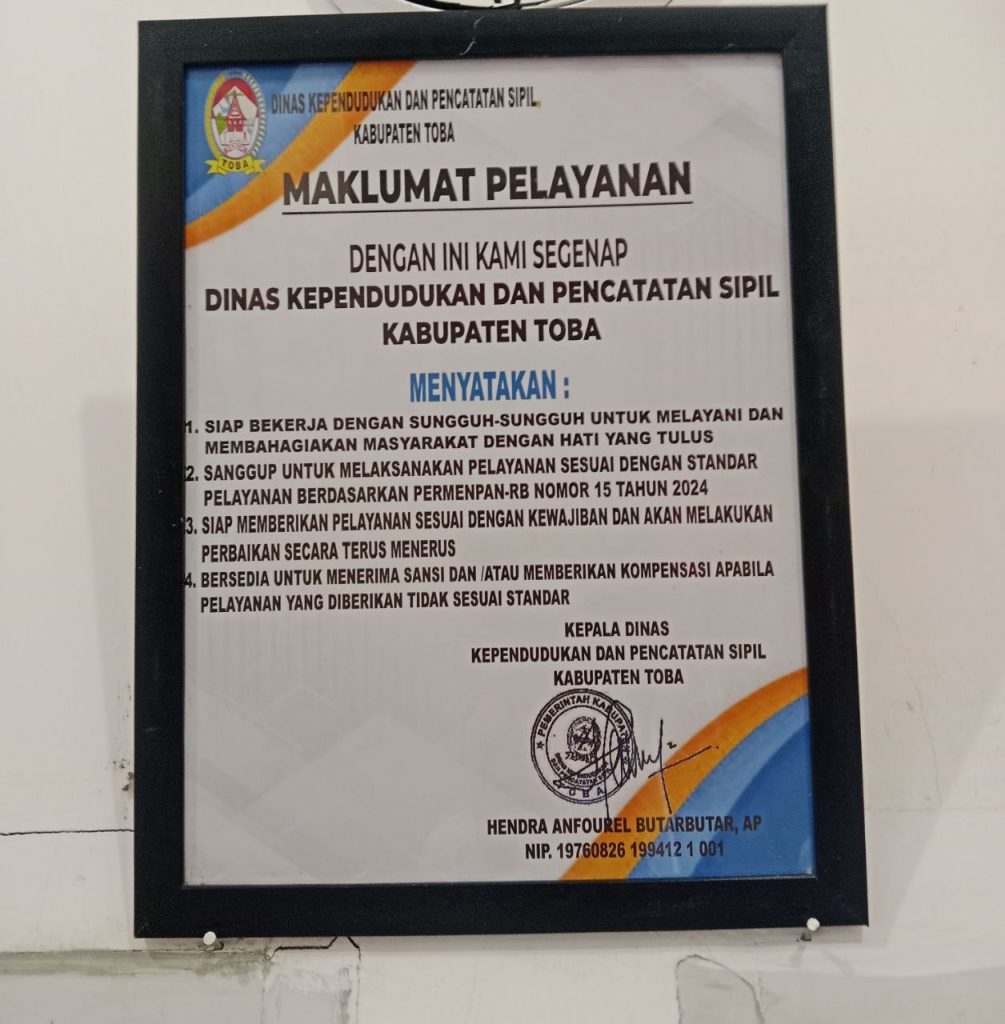 DINAS KEPENDUDUKAN DAN PENCATATAN SIPIL
KABUPATEN TOBA
TOBA
MAKLUMAT PELAYANAN
DENGAN INI KAMI SEGENAP
DINAS KEPENDUDUKAN DAN PENCATATAN SIPIL
KABUPATEN TOBA
MENYATAKAN :
1. SIAP BEKERJA DENGAN SUNGGUH-SUNGGUH UNTUK MELAYANI DAN
MEMBAHAGIAKAN MASYARAKAT DENGAN HATI YANG TULUS
2. SANGGUP UNTUK MELAKSANAKAN PELAYANAN SESUAI DENGAN STANDAR
PELAYANAN BERDASARKAN PERMENPAN-RB NOMOR 15 TAHUN 2024
3. SIAP MEMBERIKAN PELAYANAN SESUAI DENGAN KEWAJIBAN DAN AKAN MELAKUKAN
PERBAIKAN SECARA TERUS MENERUS
4. BERSEDIA UNTUK MENERIMA SANSI DAN /ATAU MEMBERIKAN KOMPENSASI APABILA
PELAYANAN YANG DIBERIKAN TIDAK SESUAI STANDAR
KEPALA DINAS
KEPENDUDUKAN DAN PENCATATAN SIPIL
KABUPATEN TOBA
PEMERINTAH KABUPATEN
DAN PENCATATAN
TOBA
HENDRA ANFOUREL BUTARBUTAR, AP
NIP. 19760826 199412 1 001